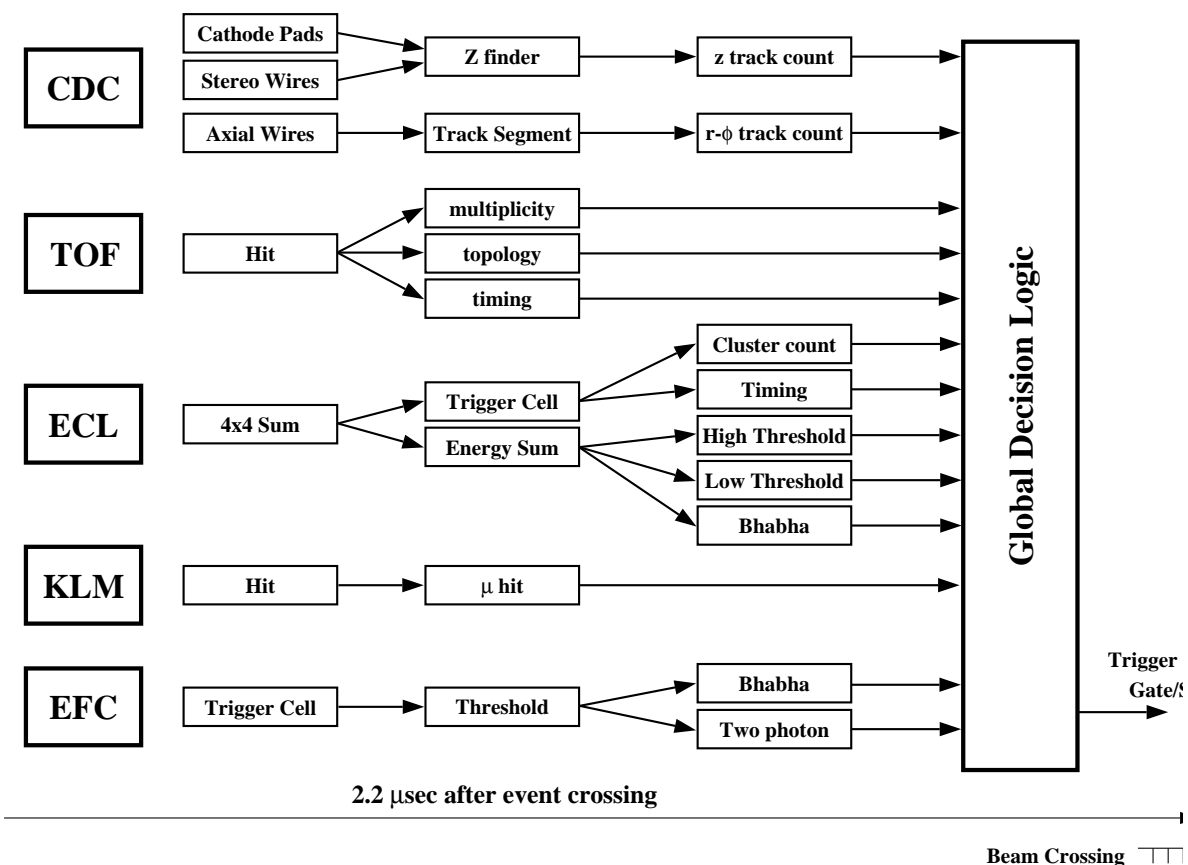 CDC
Cathode Pads
Stereo Wires
Z finder
z track count
Axial Wires
Track Segment
r-ϕ track count
TOF
Hit
multiplicity
topology
timing
ECL
4x4 Sum
Trigger Cell
Energy Sum
Cluster count
Timing
High Threshold
Low Threshold
Bhabha
KLM
Hit
μ hit
EFC
Trigger Cell
Threshold
Bhabha
Two photon
Global Decision Logic
Trigger
Gate/S
2.2 μsec after event crossing
Beam Crossing